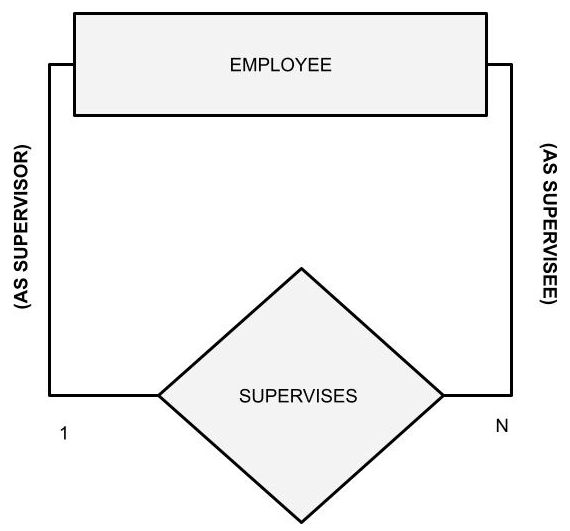 EMPLOYEE
(AS SUPERVISOR)
(AS SUPERVISEE)
SUPERVISES
1
N